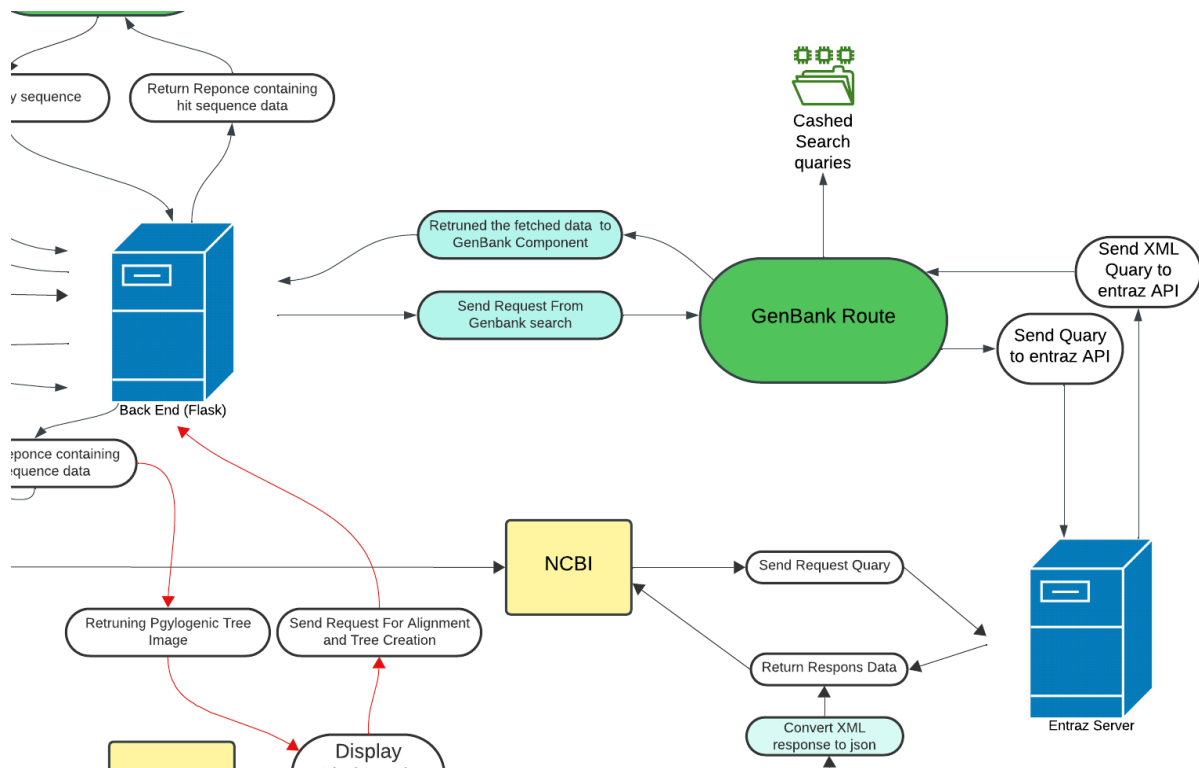 y sequence
Return Reponce containing
hit sequence data
Cashed
Search
quaries
Retruned the fetched data to
GenBank Component
Send XML
Quary to
entraz API
Send Request From
Genbank search
GenBank Route
Send Quary
to entraz API
Back End (Flask)
eponce containing
equence data
NCBI
Send Request Quary
Retruning Pgylogenic Tree
Image
Send Request For Alignment
and Tree Creation
Return Respons Data
Entraz Server
Convert XML
response to json
Display